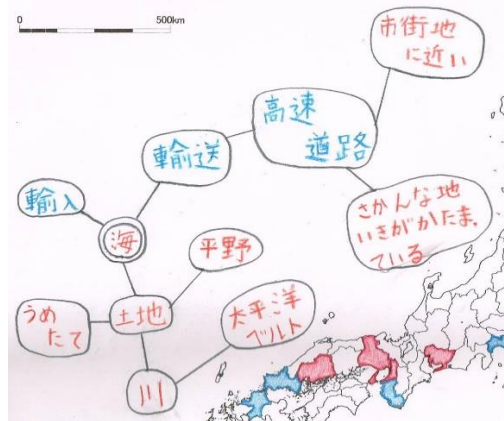 0 500km
市街地
に近い
高速
道路
輸送
さかんな地
いきがかたま、
ている
輸入
海
平野
うめ
たて
土地
太平洋
ベルト
川